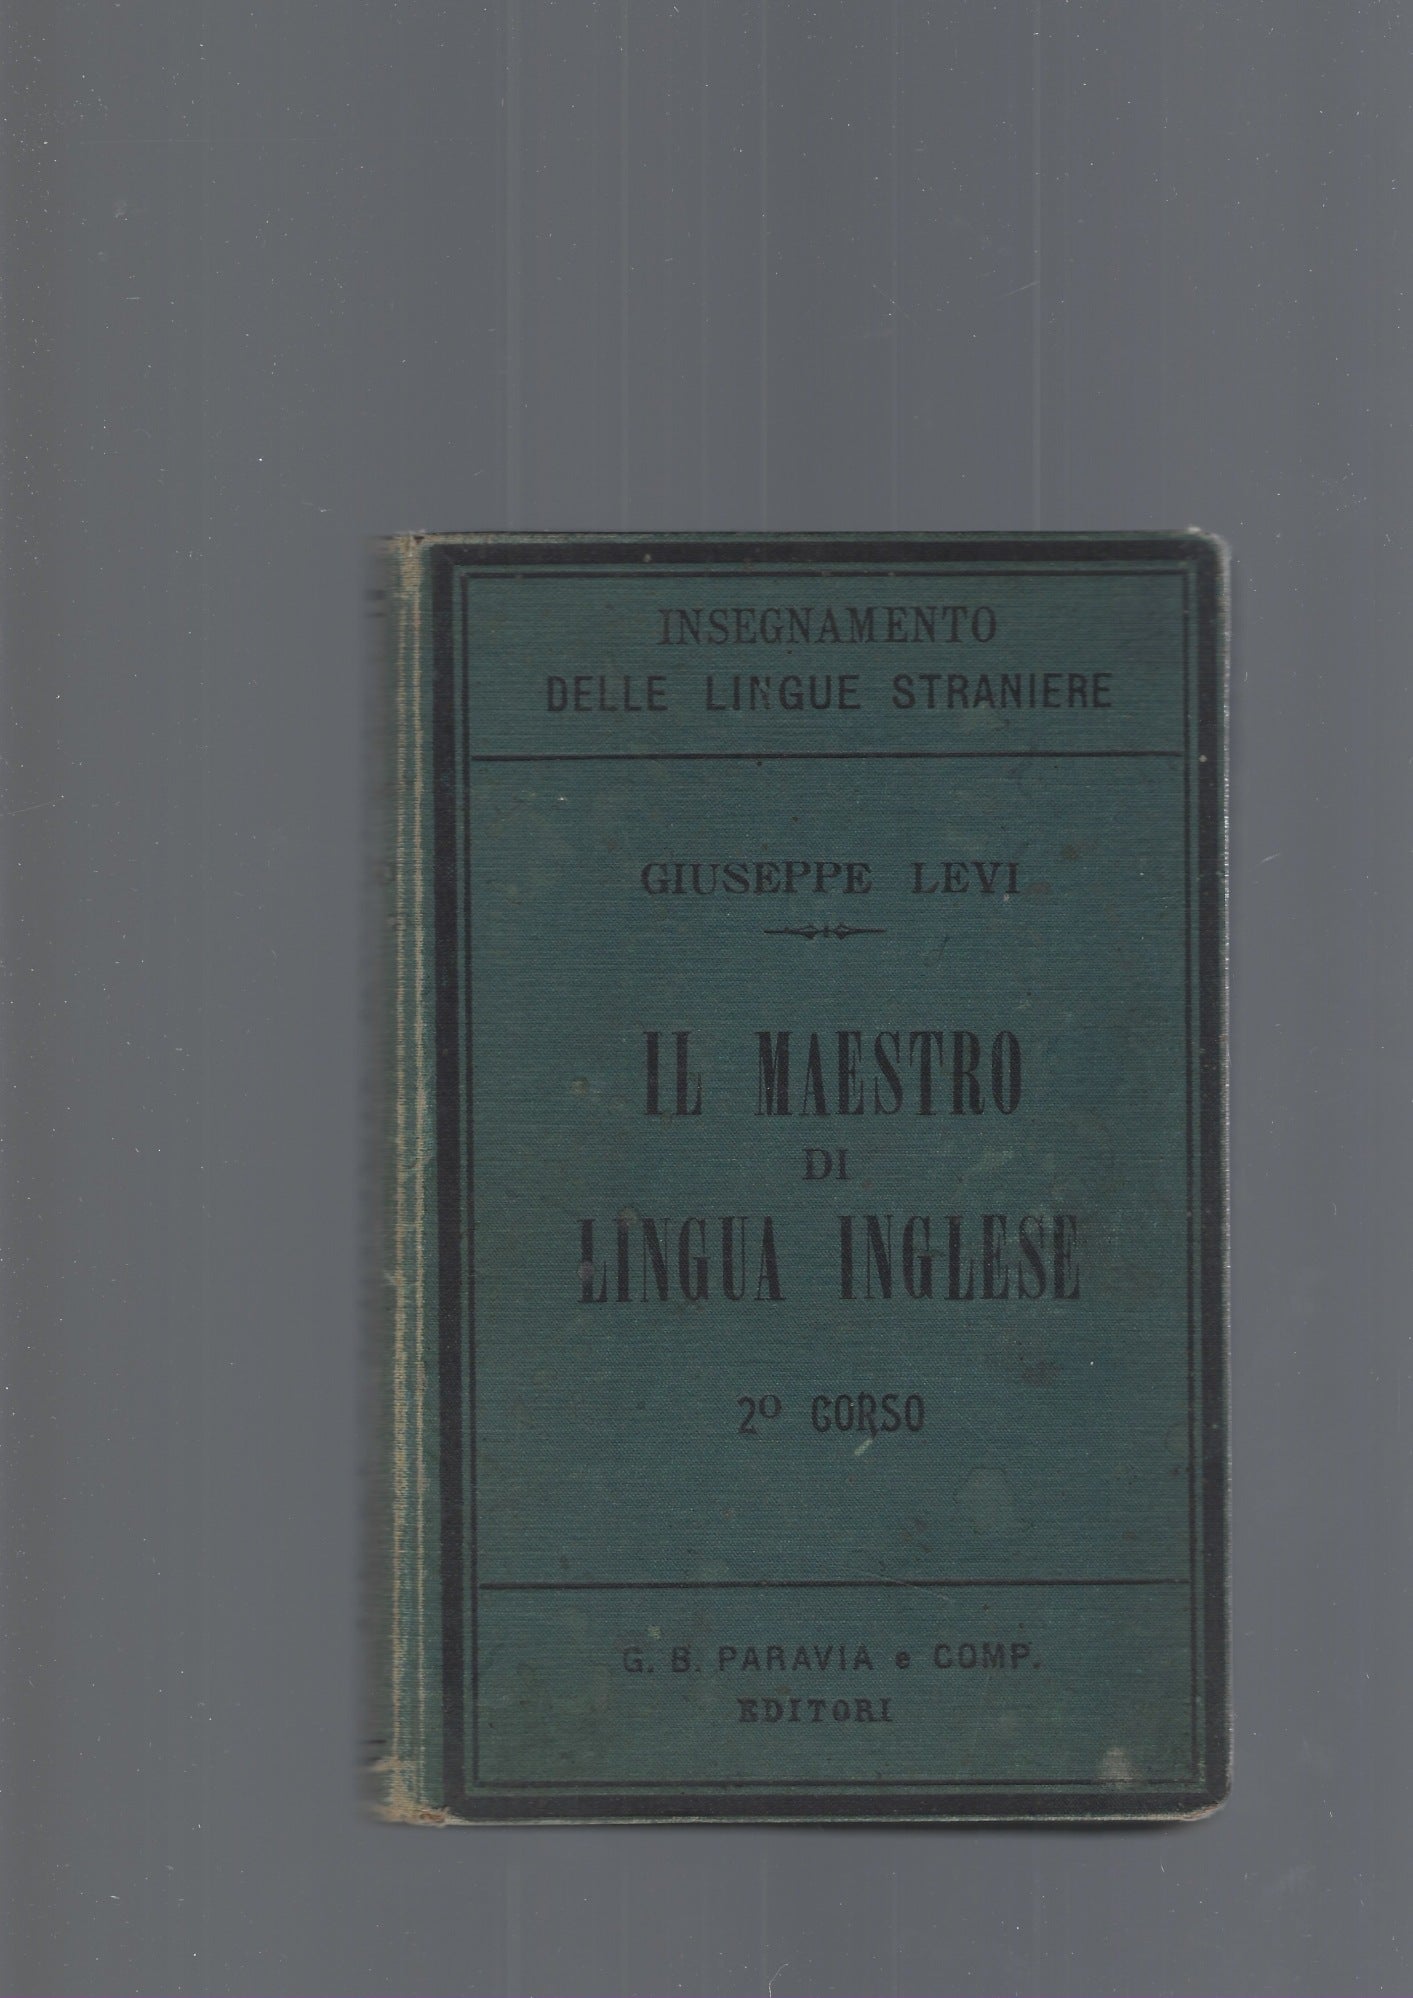 INSEGNAMENTO
DELLE LINGUE STRANIERE
GIUSEPPE LEVI
IL MAESTRO
DI
LINGUA INGLESE
2º CORSO
G. B. PARAVIA e COMP.
EDITORI